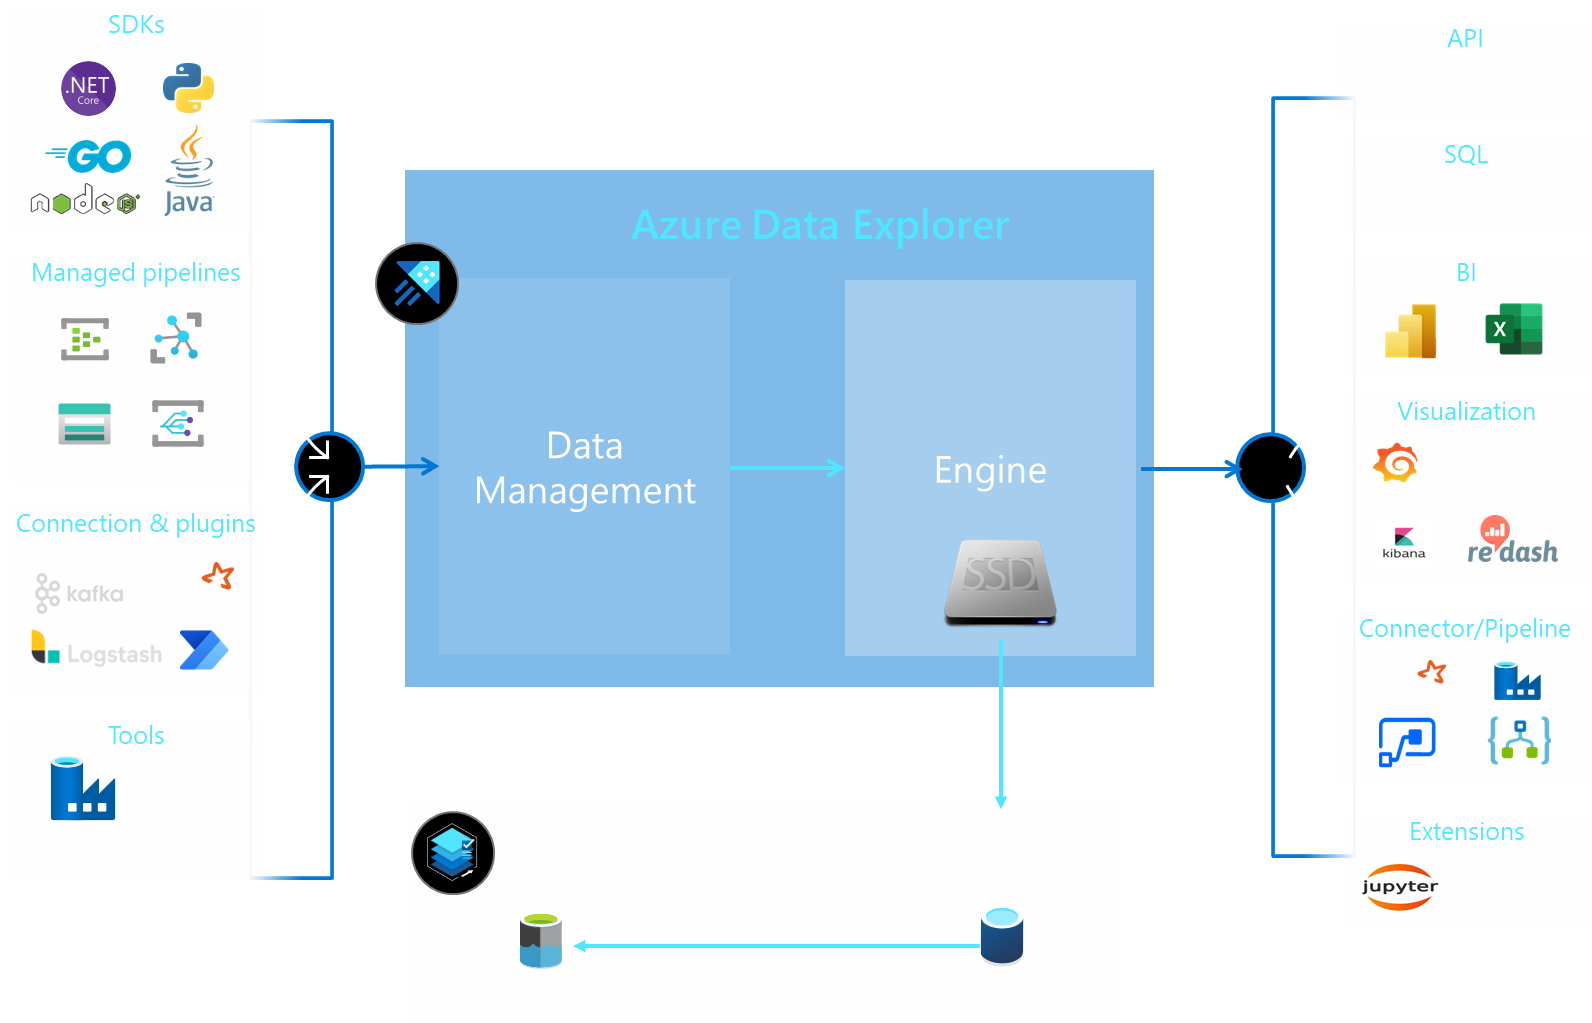 SDKs
.NET
Core
GO
node JS
Java
Managed pipelines
Connection & plugins
kafka
Logstash
Tools
Azure Data Explorer
Data
Management
Engine
SSD
API
SQL
BI
X
Visualization
kibana
redash
Connector/Pipeline
Extensions
jupyter